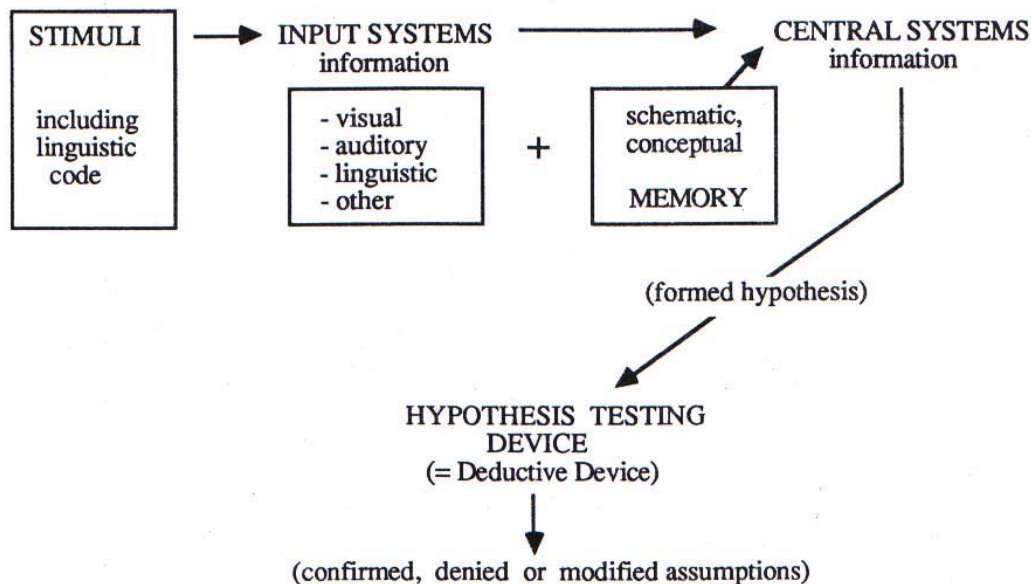 STIMULI
including
linguistic
code
INPUT SYSTEMS
information
- visual
- auditory
- linguistic
- other
+
schematic,
conceptual
MEMORY
CENTRAL SYSTEMS
information
(formed hypothesis)
HYPOTHESIS TESTING
DEVICE
(= Deductive Device)
(confirmed, denied or modified assumptions)